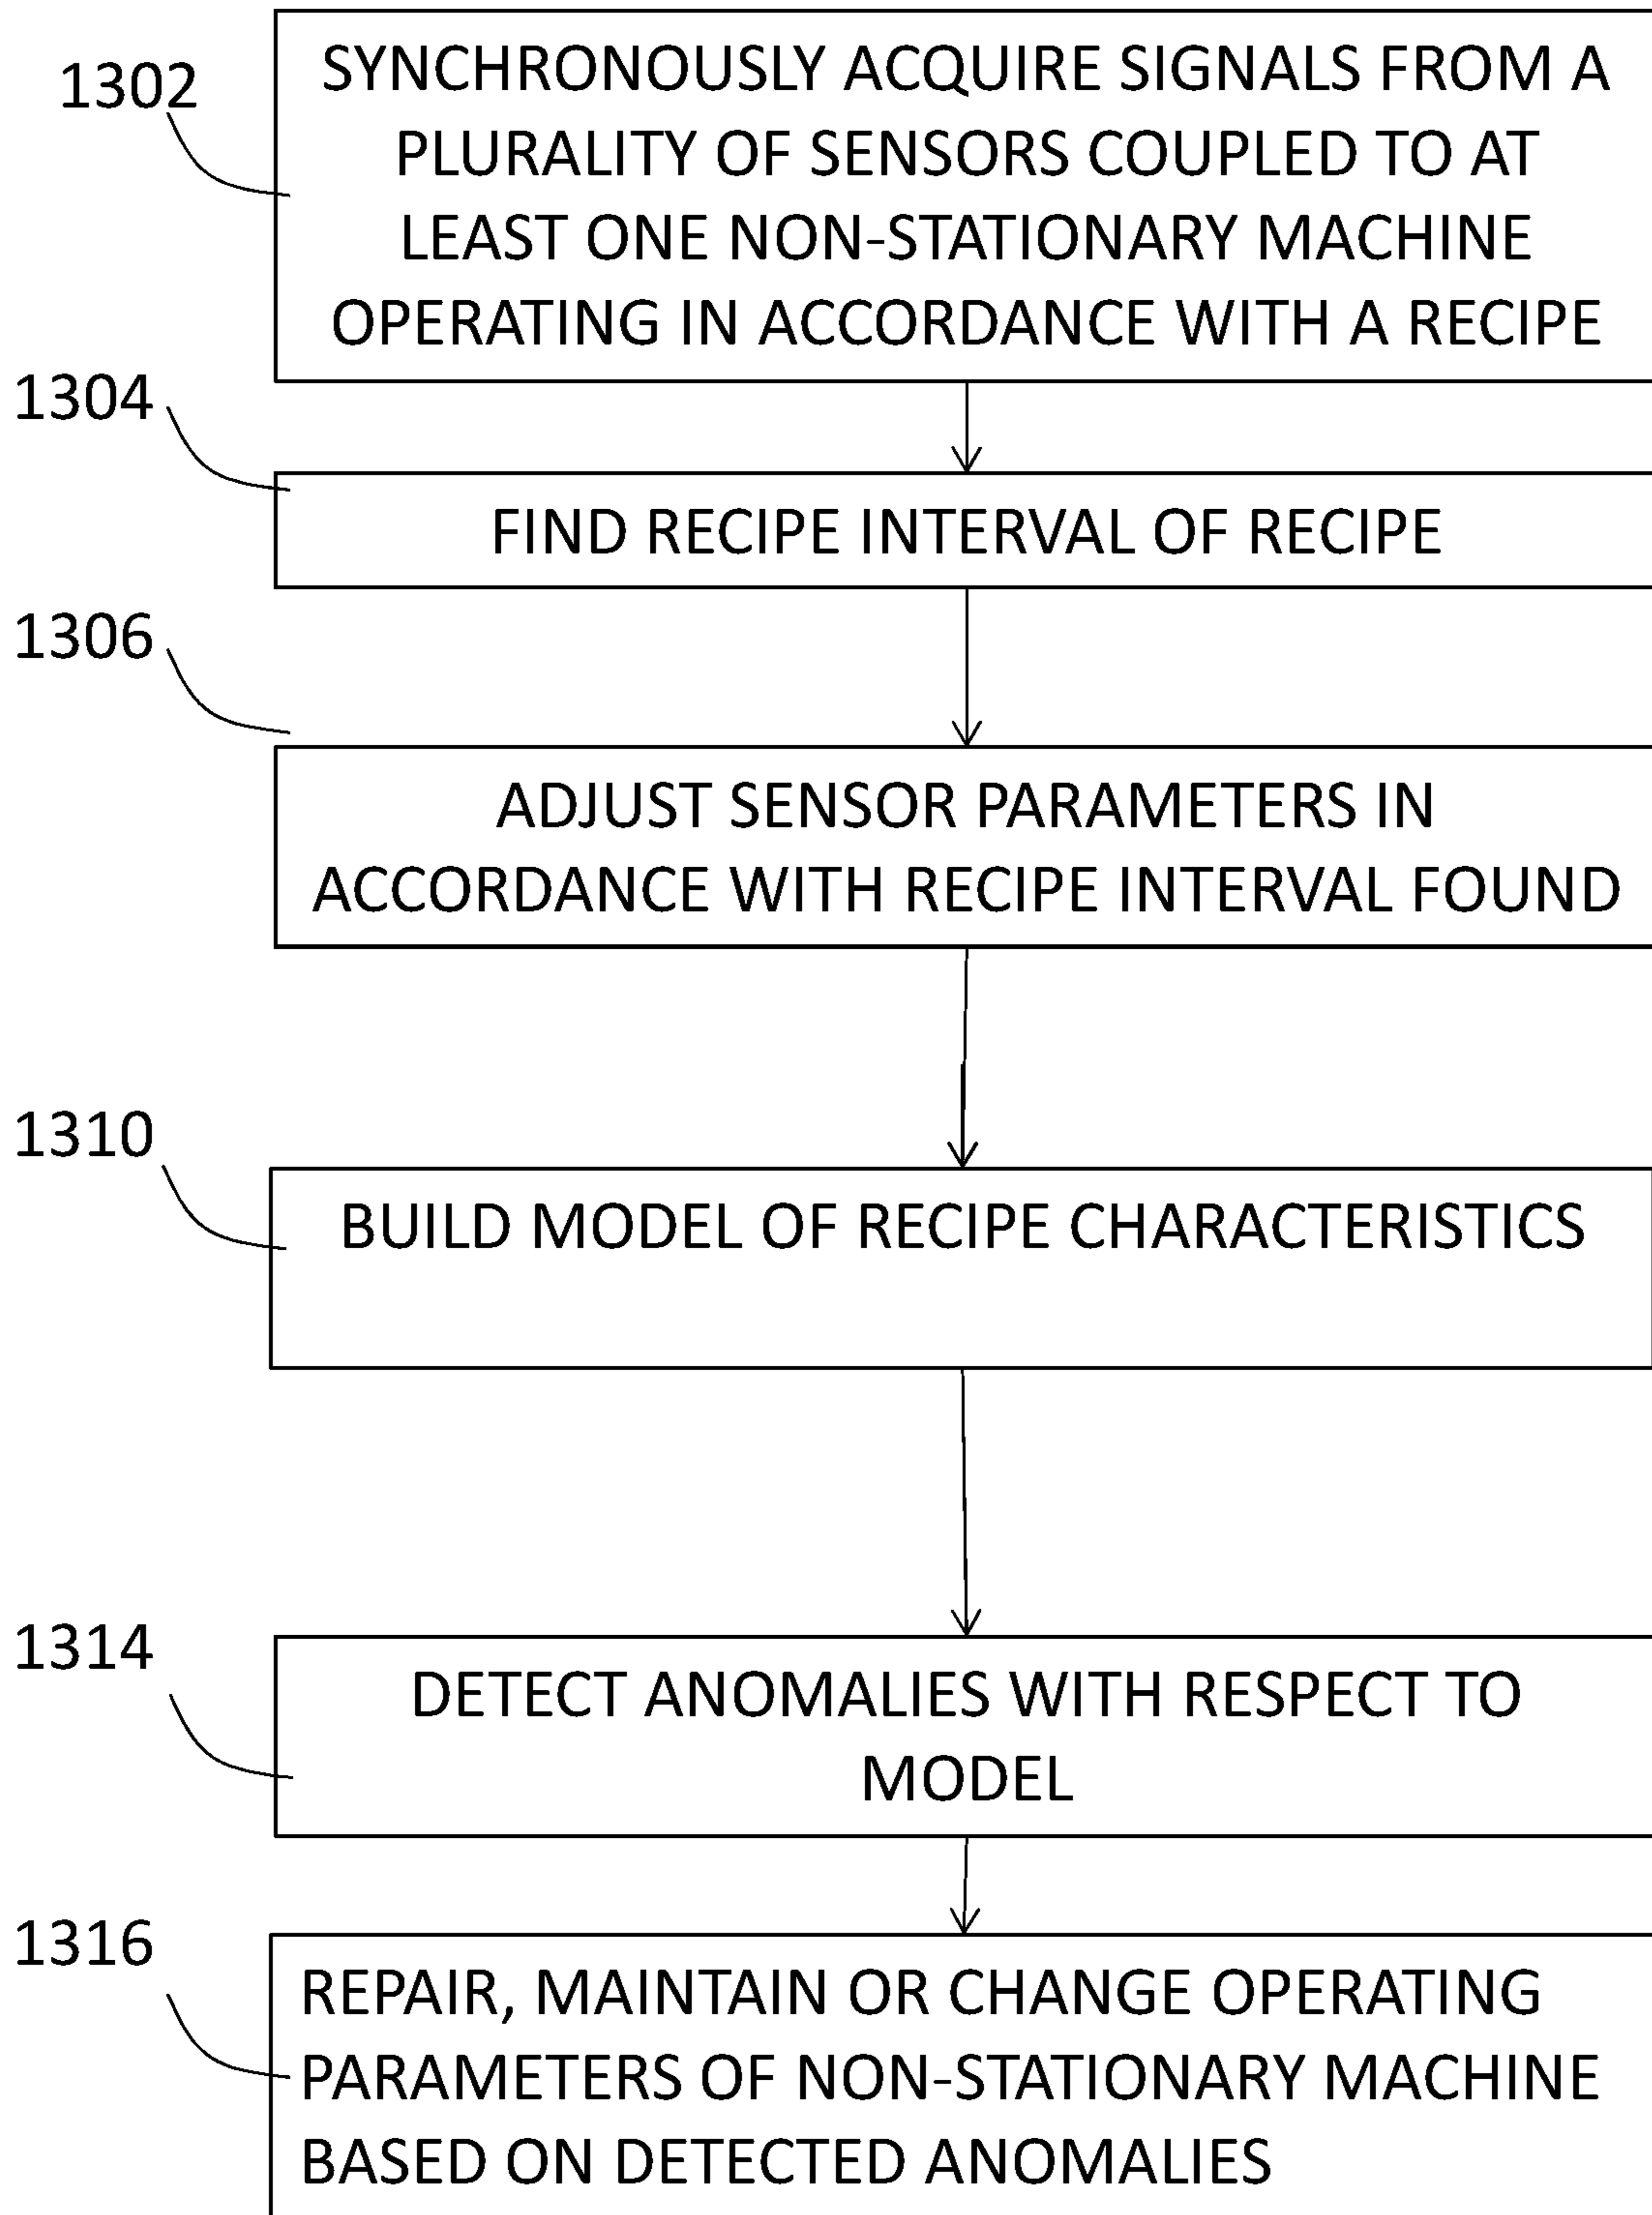 1302
SYNCHRONOUSLY ACQUIRE SIGNALS FROM A
PLURALITY OF SENSORS COUPLED TO AT
LEAST ONE NON-STATIONARY MACHINE
OPERATING IN ACCORDANCE WITH A RECIPE
1304
FIND RECIPE INTERVAL OF RECIPE
1306
ADJUST SENSOR PARAMETERS IN
ACCORDANCE WITH RECIPE INTERVAL FOUND
1310
BUILD MODEL OF RECIPE CHARACTERISTICS
1314
DETECT ANOMALIES WITH RESPECT TO
MODEL
1316
REPAIR, MAINTAIN OR CHANGE OPERATING
PARAMETERS OF NON-STATIONARY MACHINE
BASED ON DETECTED ANOMALIES